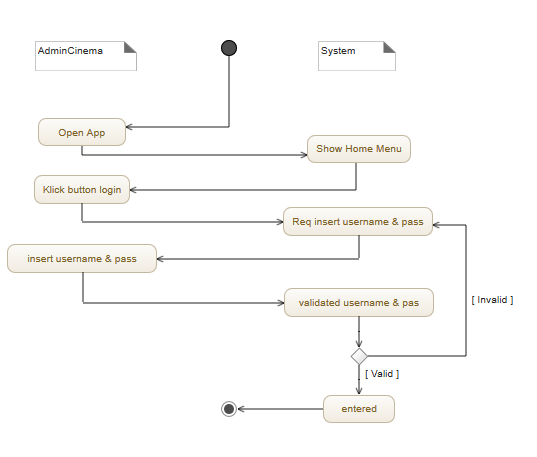 AdminCinema
System
Open App
Show Home Menu
Klick button login
Req insert username & pass
insert username & pass
validated username & pas
[ Invalid ]
[ Valid ]
entered